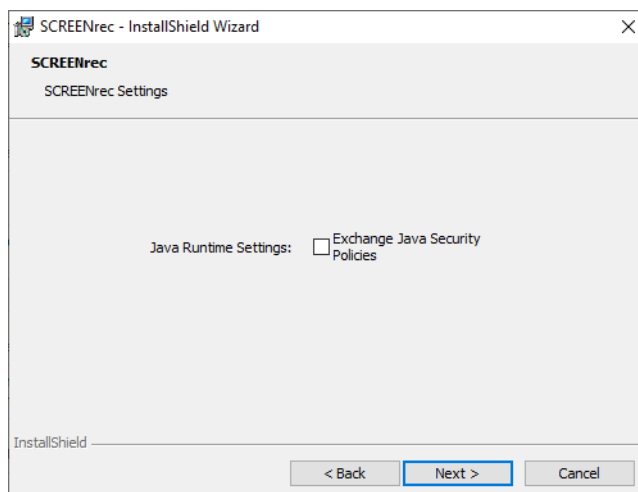 SCREENrec - InstallShield Wizard
SCREENrec
SCREENrec Settings
Java Runtime Settings:
Exchange Java Security
Policies
InstallShield
< Back
Next >
Cancel